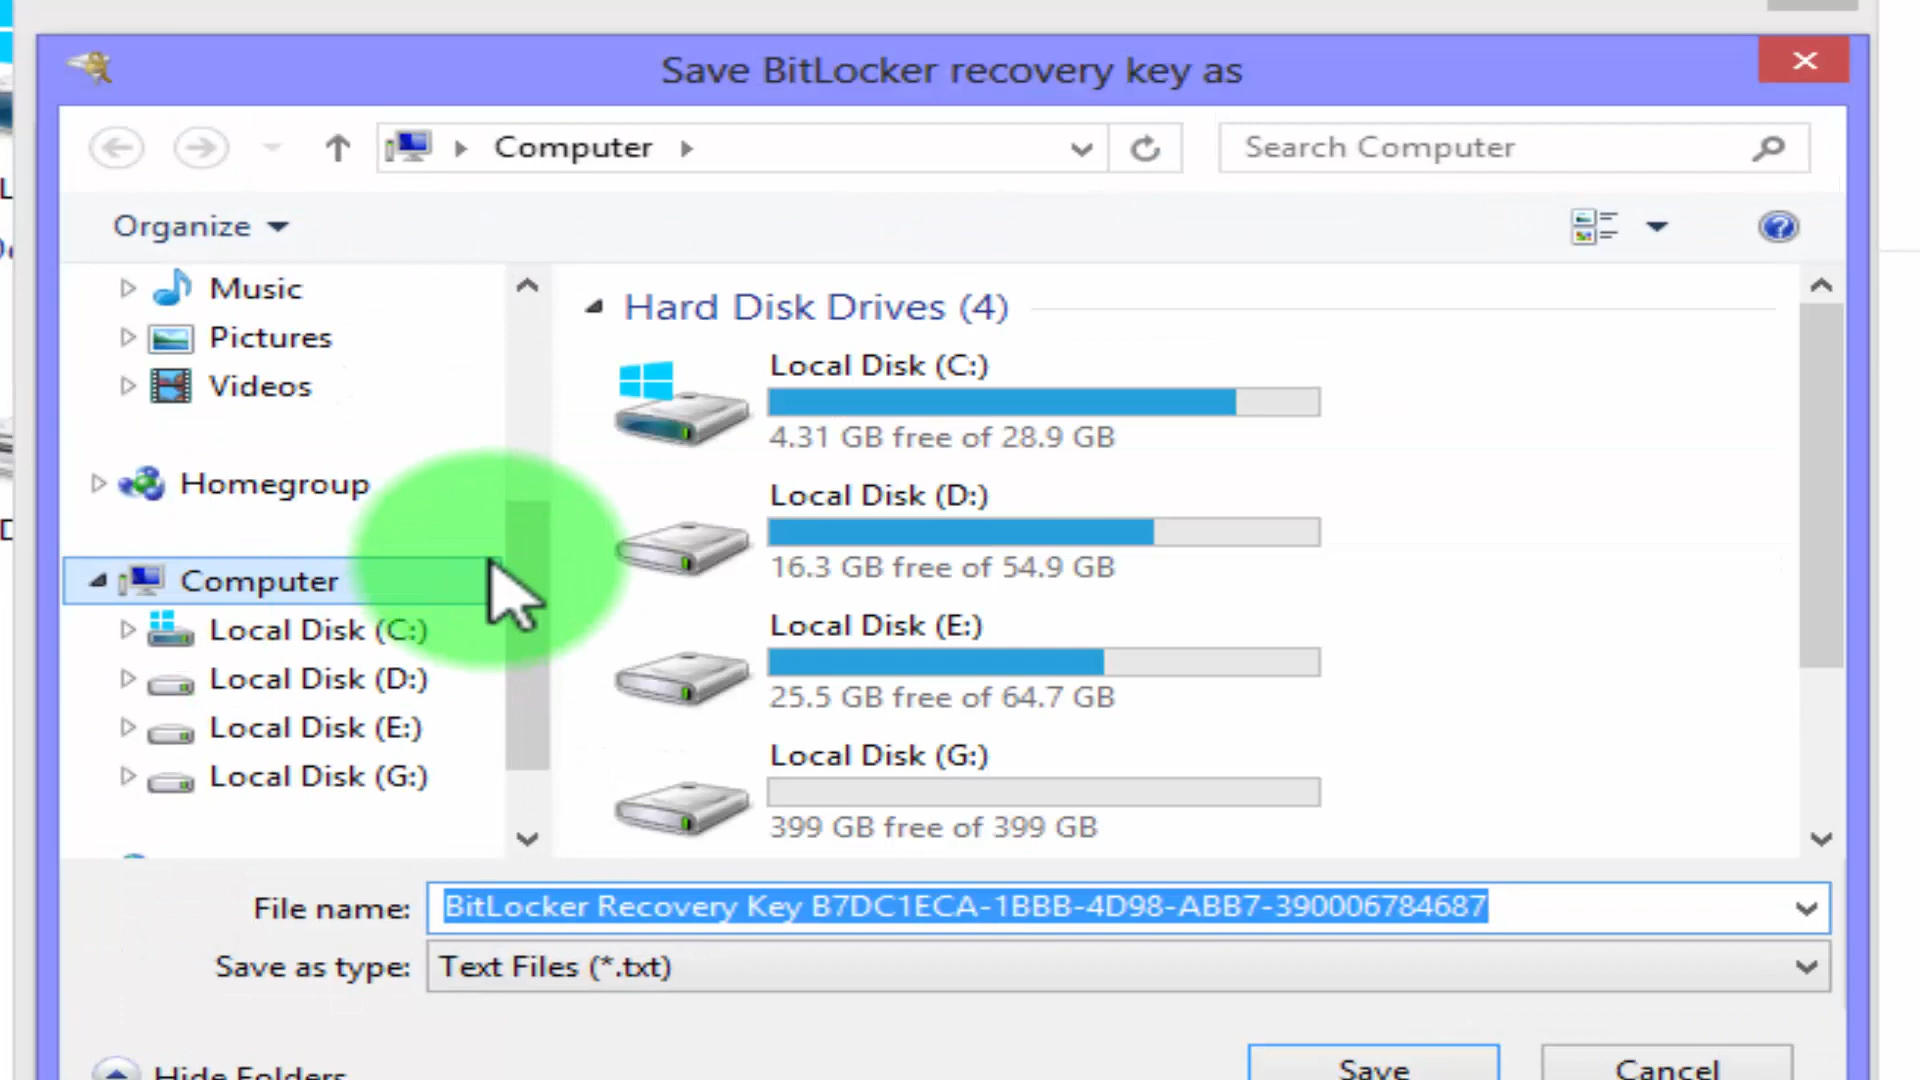 Save BitLocker recovery key as
Computer
Search Computer
Organize
Music
Pictures
Videos
Homegroup
Computer
Local Disk (C:)
Local Disk (D:)
Local Disk (E:)
Local Disk (G:)
Hard Disk Drives (4)
Local Disk (C:)
4.31 GB free of 28.9 GB
Local Disk (D:)
16.3 GB free of 54.9 GB
Local Disk (E:)
25.5 GB free of 64.7 GB
Local Disk (G:)
399 GB free of 399 GB
File name: BitLocker Recovery Key B7DC1ECA-1BBB-4D98-ABB7-390006784687
Save as type: Text Files (*.txt)
Hide Folders
Save
Cancel